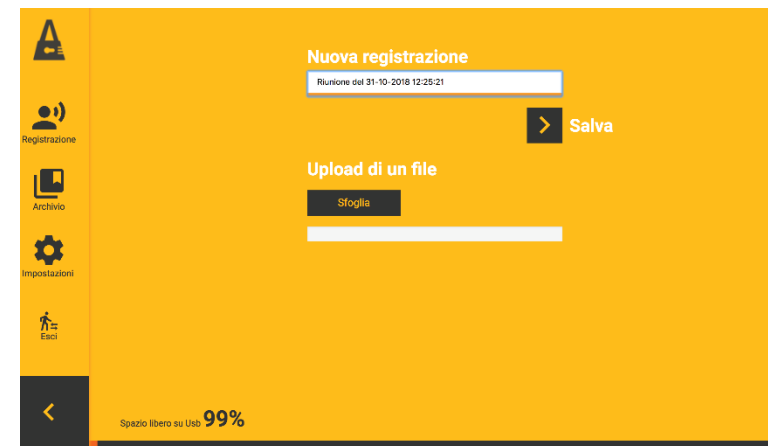 Registrazione
Archivio
Impostazioni
Esci
Nuova registrazione
Riunione del 31-10-2018 12:25:21
Salva
Upload di un file
Sfoglia
Spazio libero su Usb 99%